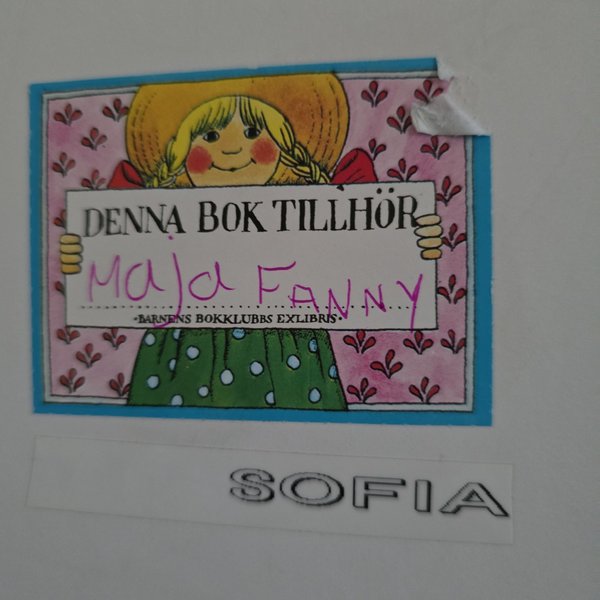 DENNA BOK TILLHÖR
Maja FANNY
·BARNENS BOKKLUBBS EXLIBRIS·
SOFIA